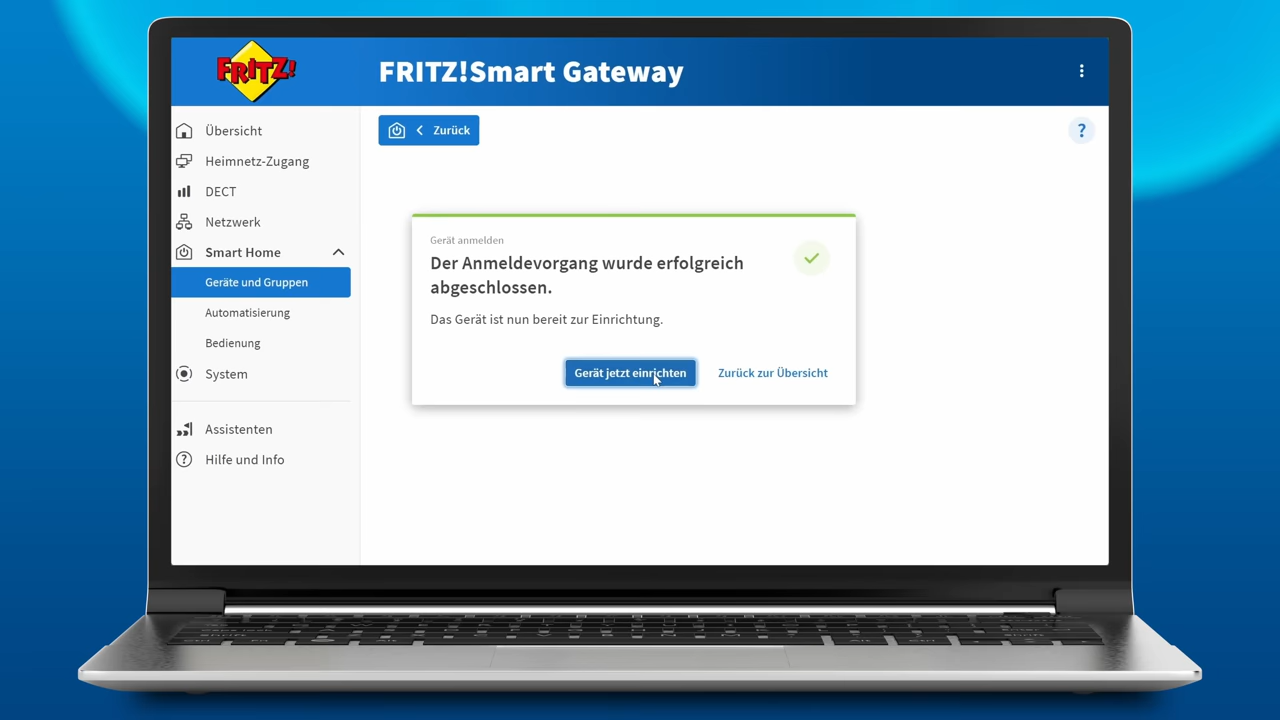 FRITZ!
FRITZ!Smart Gateway
Übersicht
Heimnetz-Zugang
DECT
Netzwerk
Smart Home
Geräte und Gruppen
Automatisierung
Bedienung
System
Assistenten
Hilfe und Info
Zurück
?
Gerät anmelden
Der Anmeldevorgang wurde erfolgreich
abgeschlossen.
Das Gerät ist nun bereit zur Einrichtung.
Gerät jetzt einrichten
Zurück zur Übersicht